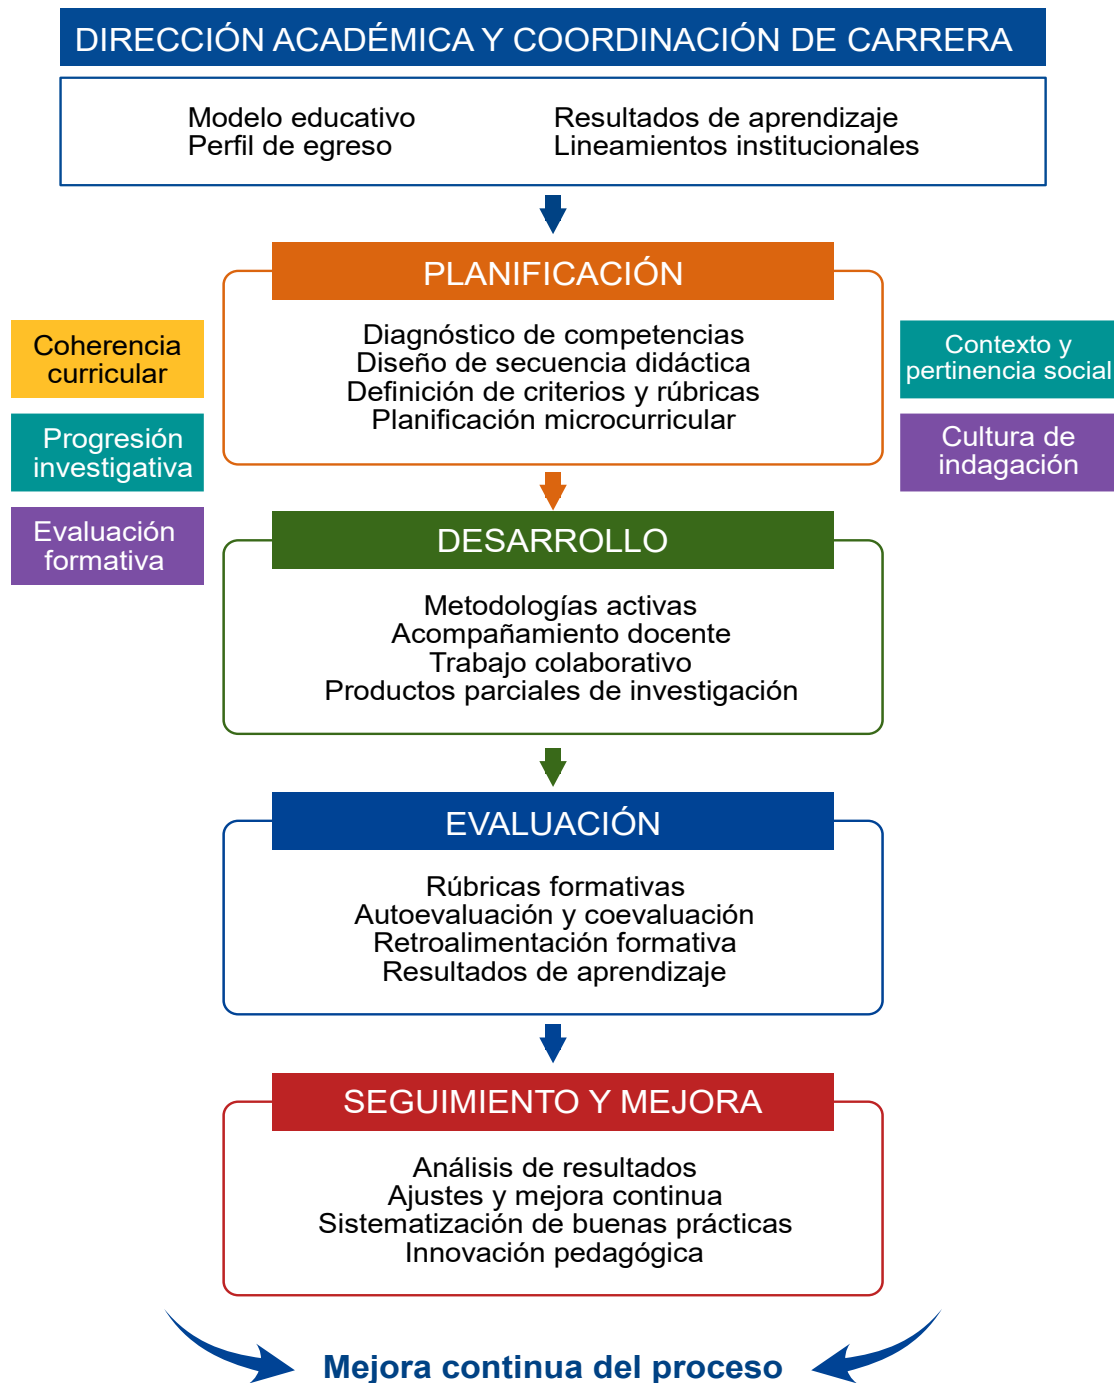 DIRECCIÓN ACADÉMICA Y COORDINACIÓN DE CARRERA
Modelo educativo
Perfil de egreso
Resultados de aprendizaje
Lineamientos institucionales
PLANIFICACIÓN
Diagnóstico de competencias
Diseño de secuencia didáctica
Definición de criterios y rúbricas
Planificación microcurricular
Coherencia
curricular
Progresión
investigativa
Evaluación
formativa
Contexto y
pertinencia social
Cultura de
indagación
DESARROLLO
Metodologías activas
Acompañamiento docente
Trabajo colaborativo
Productos parciales de investigación
EVALUACIÓN
Rúbricas formativas
Autoevaluación y coevaluación
Retroalimentación formativa
Resultados de aprendizaje
SEGUIMIENTO Y MEJORA
Análisis de resultados
Ajustes y mejora continua
Sistematización de buenas prácticas
Innovación pedagógica
Mejora continua del proceso